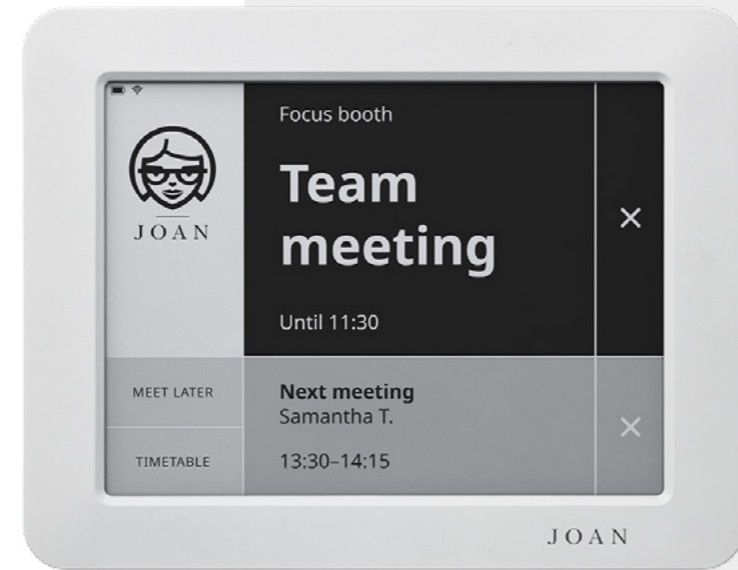 JOAN
Focus booth
Team
meeting
Until 11:30
MEET LATER
TIMETABLE
Next meeting
Samantha T.
13:30–14:15
JOAN